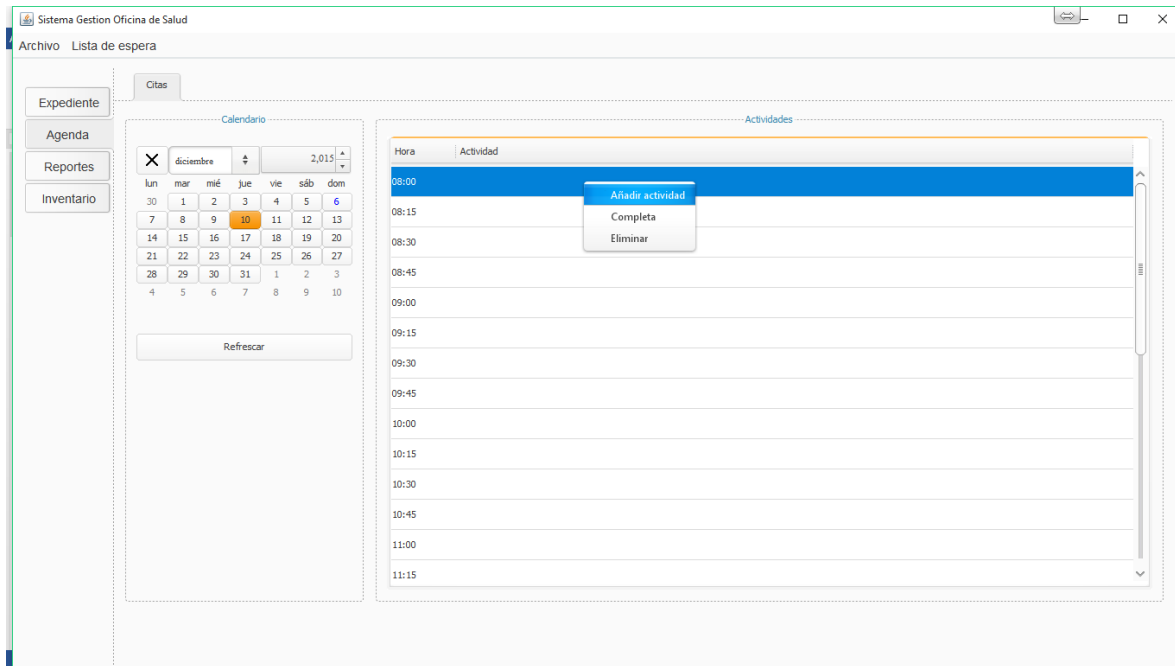 Sistema Gestion Oficina de Salud
Archivo Lista de espera
Expediente
Agenda
Reportes
Inventario
Citas
Calendario
diciembre 2,015
lun mar mié jue vie sáb dom
30 1 2 3 4 5 6
7 8 9 10 11 12 13
14 15 16 17 18 19 20
21 22 23 24 25 26 27
28 29 30 31 1 2 3
4 5 6 7 8 9 10
Refrescar
Actividades
Hora Actividad
08:00
08:15
08:30
08:45
09:00
09:15
09:30
09:45
10:00
10:15
10:30
10:45
11:00
11:15
Añadir actividad
Completa
Eliminar